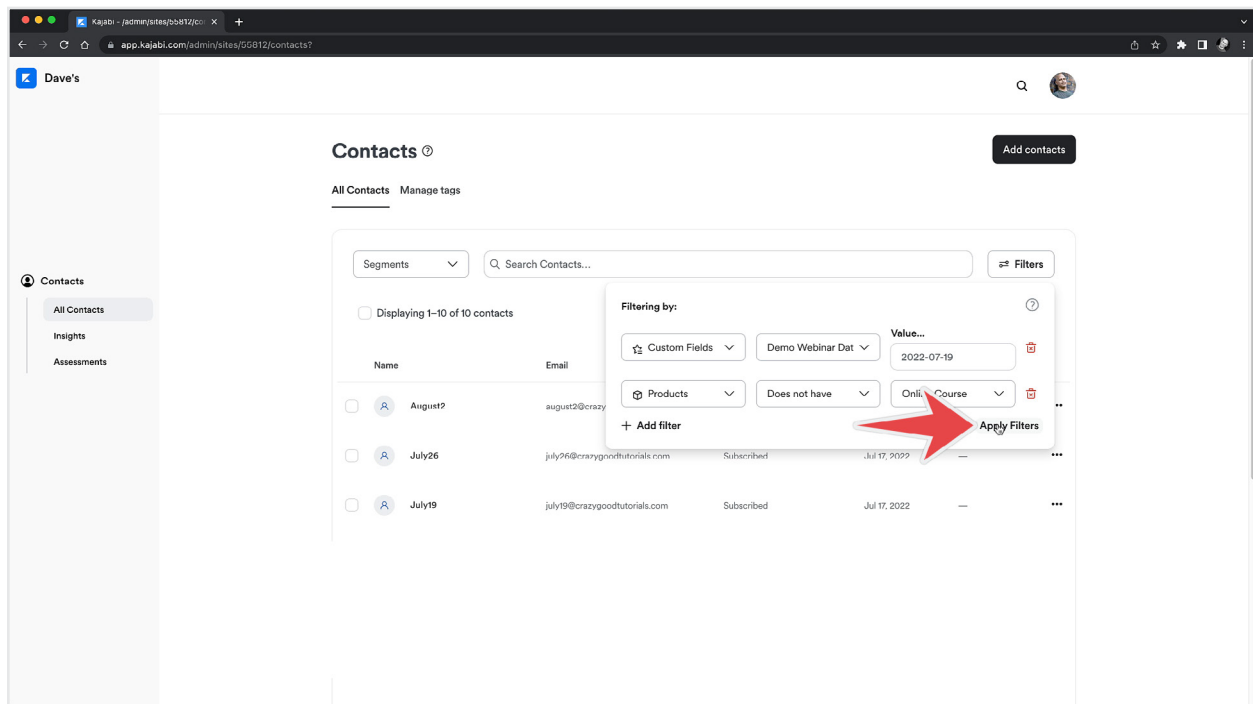 Kajabi - /admin/sites/55812/co
app.kajabi.com/admin/sites/55812/contacts?
Dave's
Contacts
Add contacts
All Contacts Manage tags
Segments
Search Contacts...
Filters
Contacts
All Contacts
Insights
Assessments
Displaying 1–10 of 10 contacts
Filtering by:
Value...
Custom Fields
Demo Webinar Dat
2022-07-19
Products
Does not have
Course
+ Add filter
Apply Filters
Name
Email
August2
august2@crazy
July26
july26@crazygoodtutorials.com
Subscribed
Jul 17, 2022
—
July19
july19@crazygoodtutorials.com
Subscribed
Jul 17, 2022
—